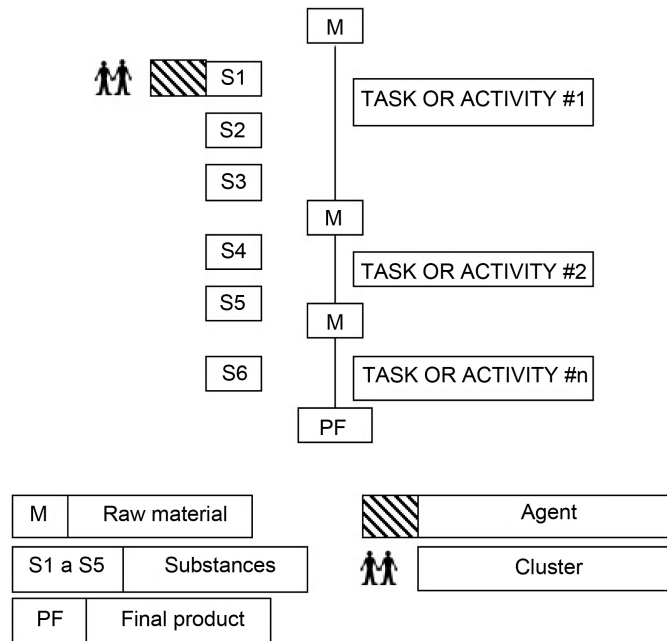 M
S1
TASK OR ACTIVITY #1
S2
S3
M
S4
TASK OR ACTIVITY #2
S5
M
S6
TASK OR ACTIVITY #n
PF
M Raw material
Agent
S1 a S5 Substances
Cluster
PF Final product